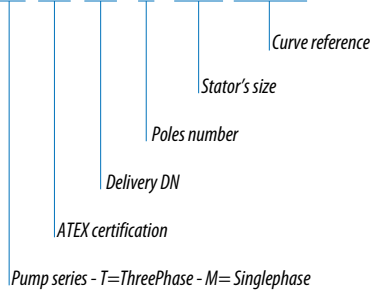 Curve reference
Stator's size
Poles number
Delivery DN
ATEX certification
Pump series - T=ThreePhase - M= Singlephase